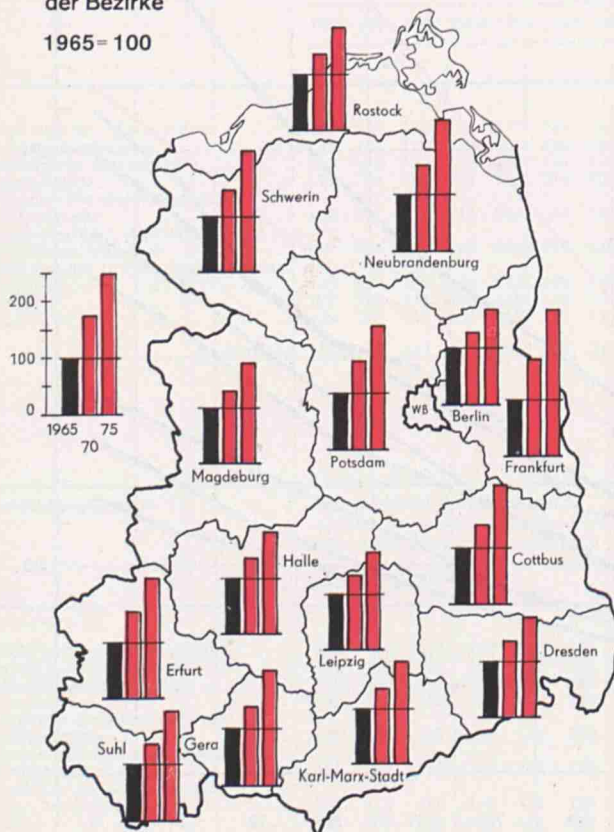 der Bezirke
1965 = 100
Rostock
Schwerin
Neubrandenburg
200
100
0
1965 75
70
WB
Berlin
Magdeburg
Potsdam
Frankfurt
Halle
Cottbus
Leipzig
Dresden
Erfurt
Suhl
Gera
Karl-Marx-Stadt